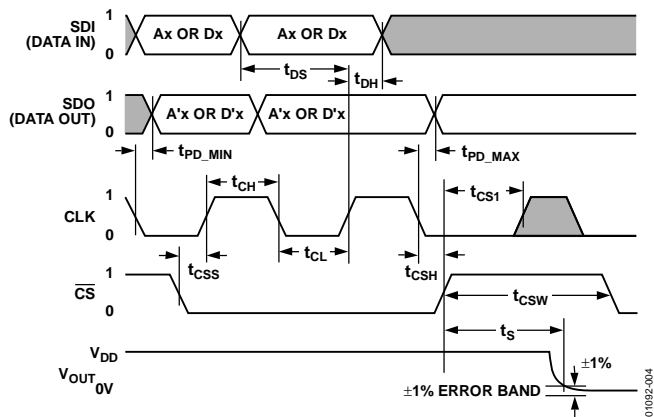 SDI
(DATA IN)
1
0
Ax OR Dx
Ax OR Dx
tDS
tDH
SDO
(DATA OUT)
1
0
A'x OR D'x
A'x OR D'x
tPD_MIN
tPD_MAX
tCH
tCS1
CLK
1
0
tCL
tCSS
tCSH
CS
1
0
tCSW
tS
VDD
VOUT
0V
±1%
±1% ERROR BAND
01092-004